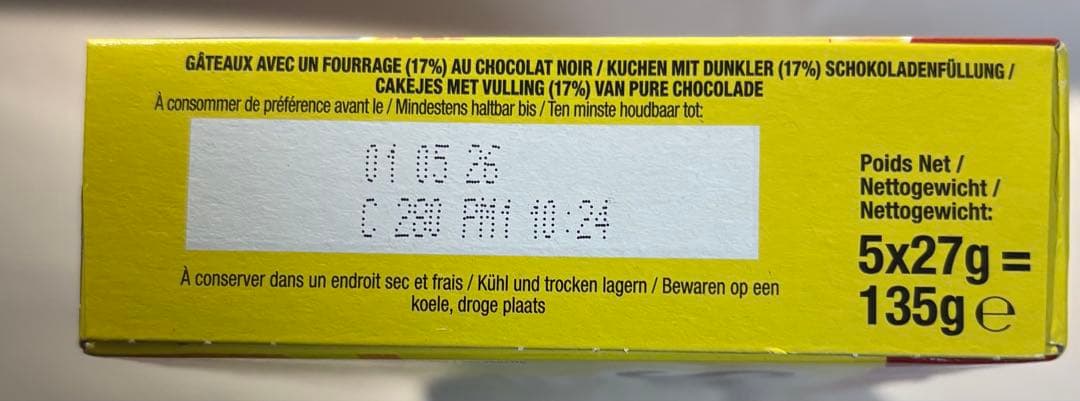 GÂTEAUX AVEC UN FOURRAGE (17%) AU CHOCOLAT NOIR / KUCHEN MIT DUNKLER (17%) SCHOKOLADENFÜLLUNG /
CAKEJES MET VULLING (17%) VAN PURE CHOCOLADE
À consommer de préférence avant le / Mindestens haltbar bis / Ten minste houdbaar tot:
01 05 26
C 280 AM1 10:24
À conserver dans un endroit sec et frais / Kühl und trocken lagern / Bewaren op een
koele, droge plaats
Poids Net /
Nettogewicht /
Nettogewicht:
5x27g =
135g ℮